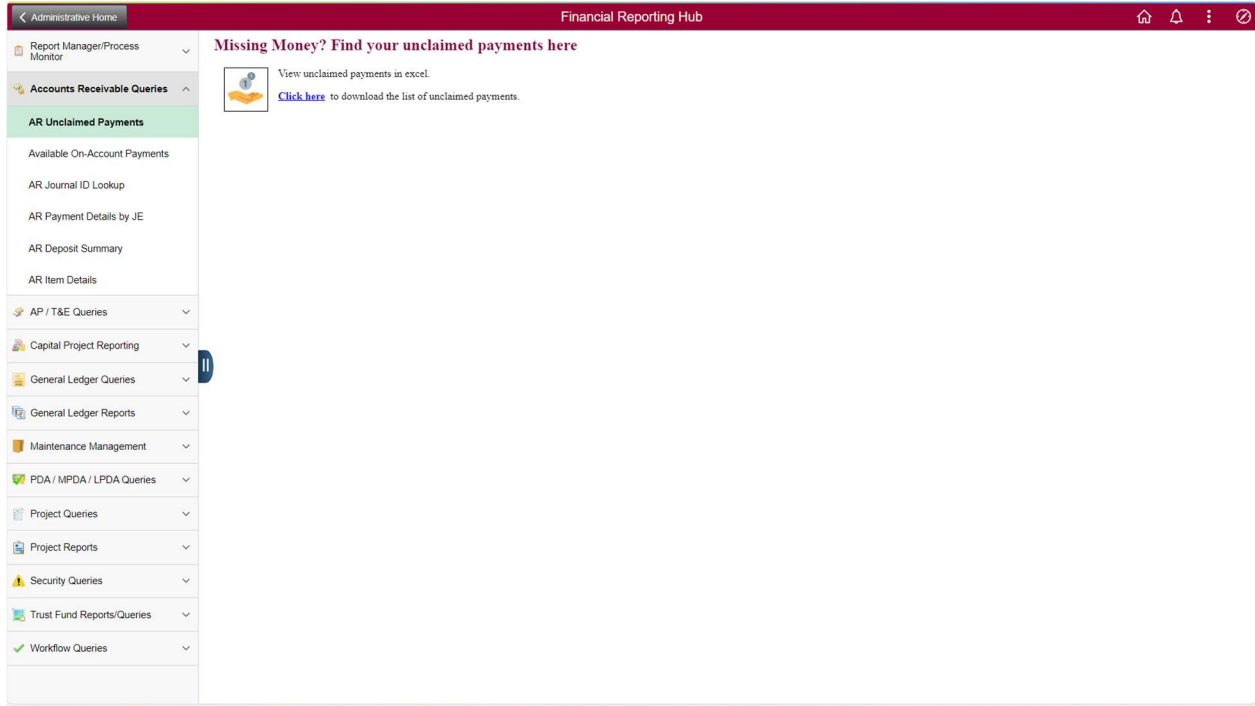 Administrative Home
Financial Reporting Hub
Report Manager/Process
Monitor
Accounts Receivable Queries
AR Unclaimed Payments
Available On-Account Payments
AR Journal ID Lookup
AR Payment Details by JE
AR Deposit Summary
AR Item Details
AP / T&E Queries
Capital Project Reporting
General Ledger Queries
General Ledger Reports
Maintenance Management
PDA / MPDA / LPDA Queries
Project Queries
Project Reports
Security Queries
Trust Fund Reports/Queries
Workflow Queries
Missing Money? Find your unclaimed payments here
View unclaimed payments in excel.
Click here to download the list of unclaimed payments.